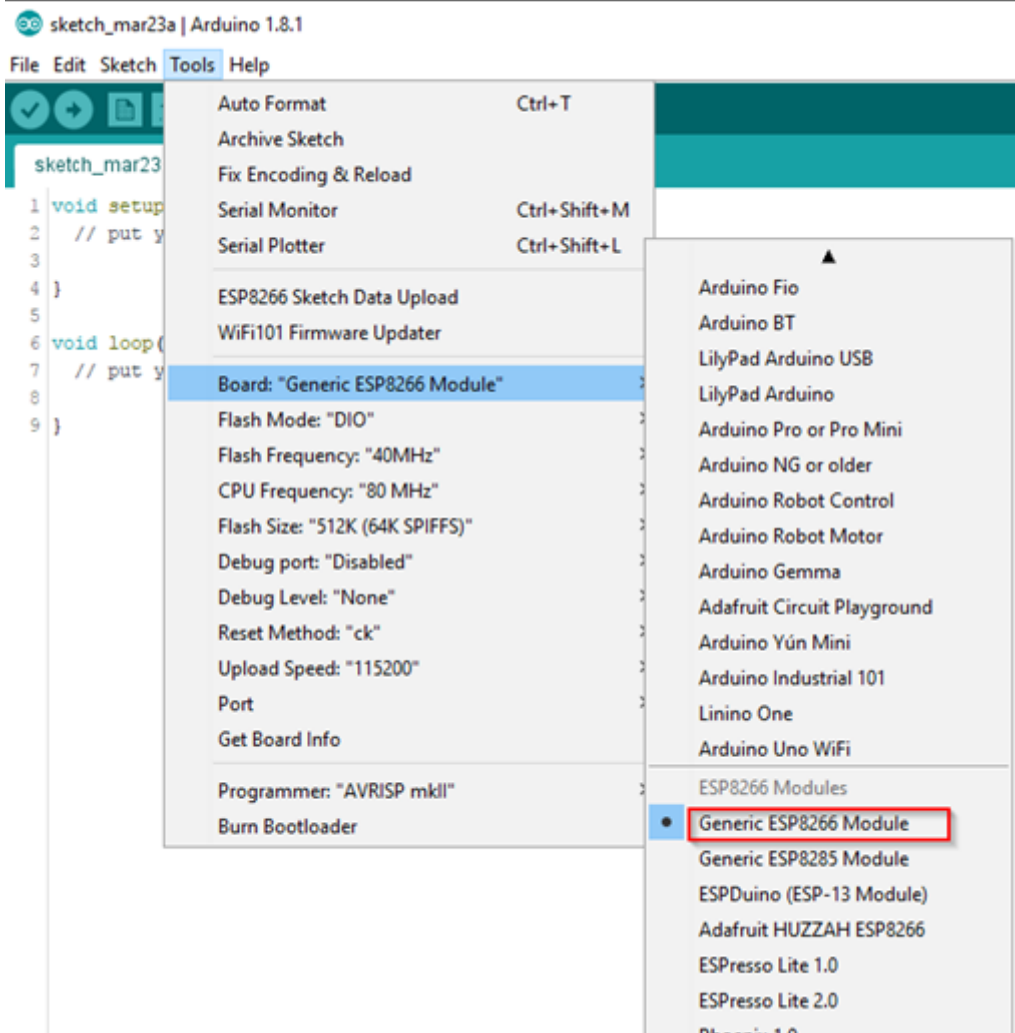 sketch_mar23a | Arduino 1.8.1
File Edit Sketch Tools Help
sketch_mar23
1 void setup
2 // put y
3
4 }
5
6 void loop(
7 // put y
8
9 }
Auto Format Ctrl+T
Archive Sketch
Fix Encoding & Reload
Serial Monitor Ctrl+Shift+M
Serial Plotter Ctrl+Shift+L
ESP8266 Sketch Data Upload
WiFi101 Firmware Updater
Board: "Generic ESP8266 Module"
Flash Mode: "DIO"
Flash Frequency: "40MHz"
CPU Frequency: "80 MHz"
Flash Size: "512K (64K SPIFFS)"
Debug port: "Disabled"
Debug Level: "None"
Reset Method: "ck"
Upload Speed: "115200"
Port
Get Board Info
Programmer: "AVRISP mkII"
Burn Bootloader
Arduino Fio
Arduino BT
LilyPad Arduino USB
LilyPad Arduino
Arduino Pro or Pro Mini
Arduino NG or older
Arduino Robot Control
Arduino Robot Motor
Arduino Gemma
Adafruit Circuit Playground
Arduino Yún Mini
Arduino Industrial 101
Linino One
Arduino Uno WiFi
ESP8266 Modules
Generic ESP8266 Module
Generic ESP8285 Module
ESPDuino (ESP-13 Module)
Adafruit HUZZAH ESP8266
ESPresso Lite 1.0
ESPresso Lite 2.0